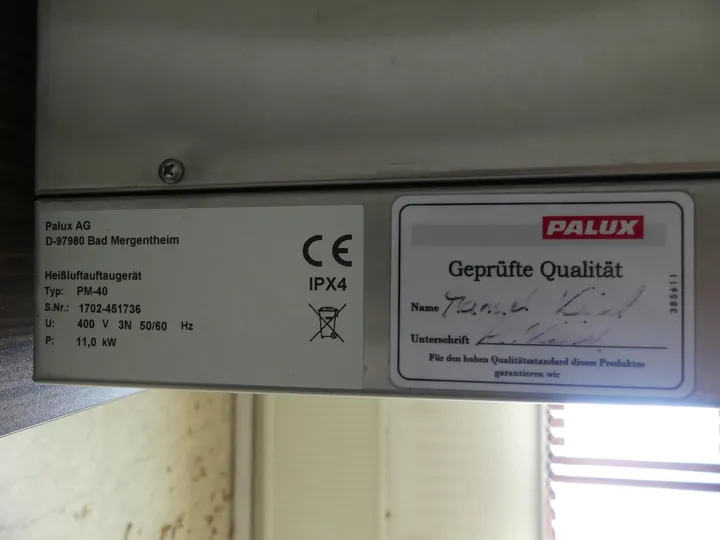 Palux AG
D-97980 Bad Mergentheim
Heißluftauftaugerät
Typ: PM-40
S.Nr.: 1702-451736
U: 400 V 3N 50/60 Hz
P: 11,0 kW
CE
IPX4
PALUX
Geprüfte Qualität
Name
Unterschrift
Für den hohen Qualitätsstandard dieses Produktes
garantieren wir
385611